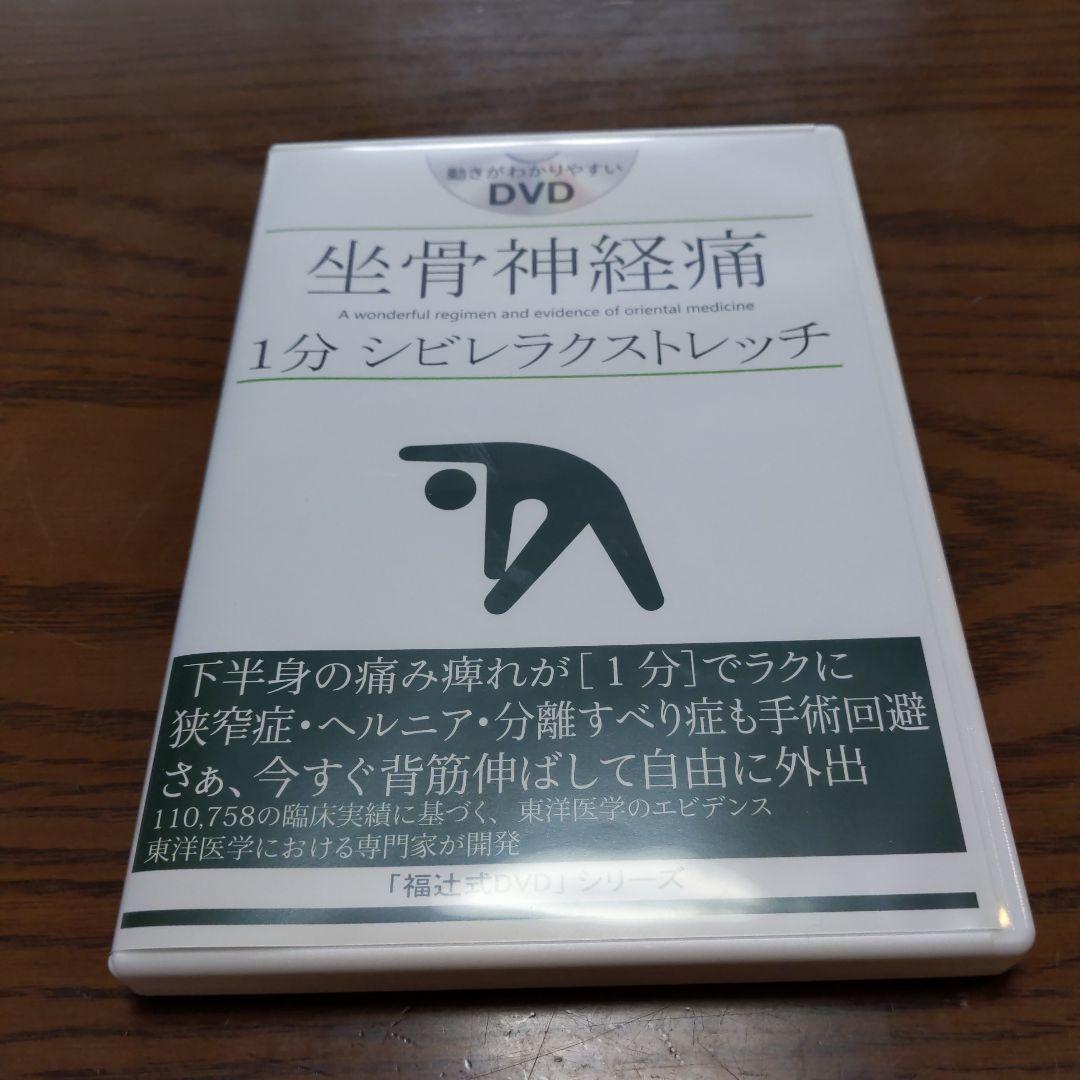 動きがわかりやすい
DVD
坐骨神経痛
A wonderful regimen and evidence of oriental medicine
1分 シビレラクストレッチ
下半身の痛み痺れが[1分]でラクに
狭窄症・ヘルニア・分離すべり症も手術回避
さぁ、今すぐ背筋伸ばして自由に外出
110,758の臨床実績に基づく、東洋医学のエビデンス
東洋医学における専門家が開発
「福辻式DVD」シリーズ